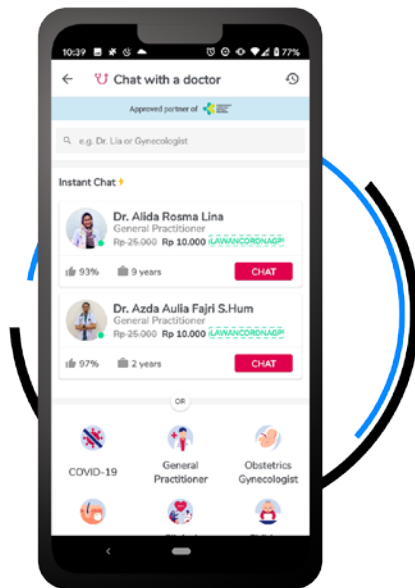 10:39
77%
Chat with a doctor
Approved partner of
e.g. Dr. Lia or Gynecologist
Instant Chat
Dr. Alida Rosma Lina
General Practitioner
Rp 25.000 Rp 10.000
93% 9 years CHAT
Dr. Azda Aulia Fajri S.Hum
General Practitioner
Rp 25.000 Rp 10.000
97% 2 years CHAT
OR
COVID-19
General
Practitioner
Obstetrics
Gynecologist